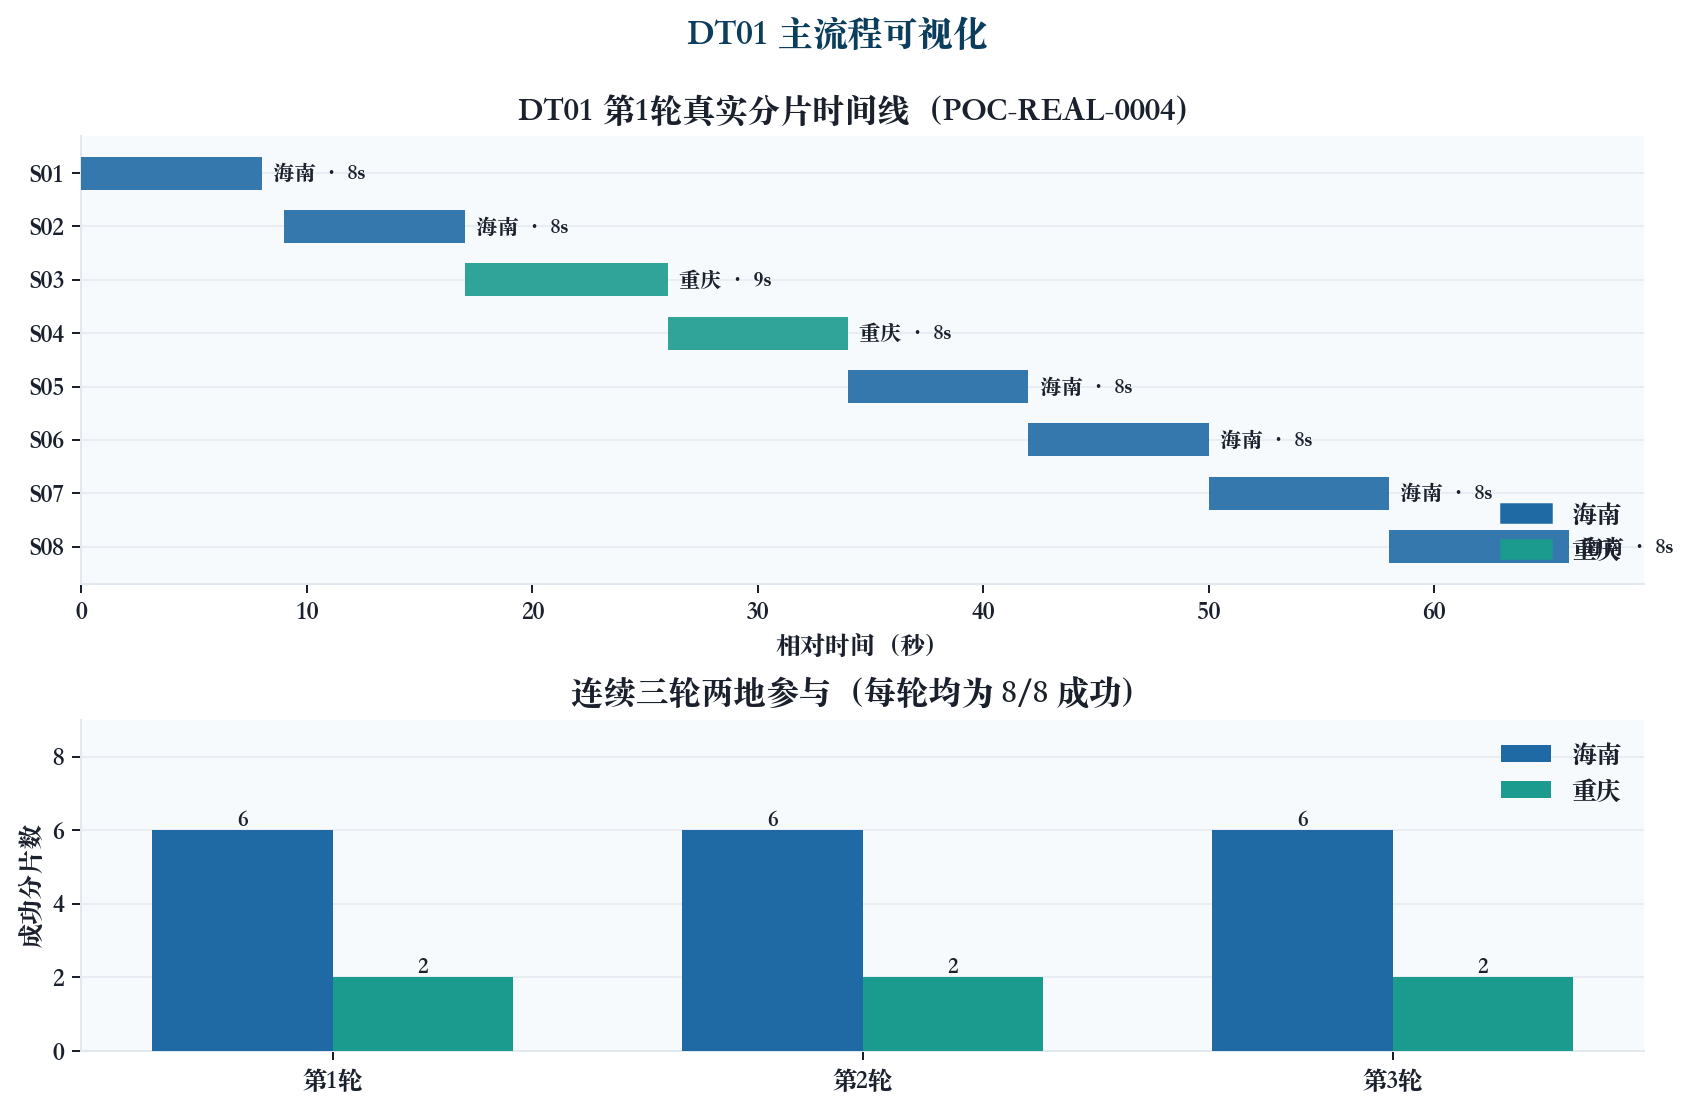 DT01 主流程可视化
DT01 第1轮真实分片时间线（POC-REAL-0004）
S01
海南 · 8s
S02
海南 · 8s
S03
重庆 · 9s
S04
重庆 · 8s
S05
海南 · 8s
S06
海南 · 8s
S07
海南 · 8s
海南
S08
重庆
海南 · 8s
0 10 20 30 40 50 60
相对时间（秒）
连续三轮两地参与（每轮均为 8/8 成功）
成功分片数
8
6
4
2
0
海南
重庆
6 2 6 2 6 2
第1轮 第2轮 第3轮